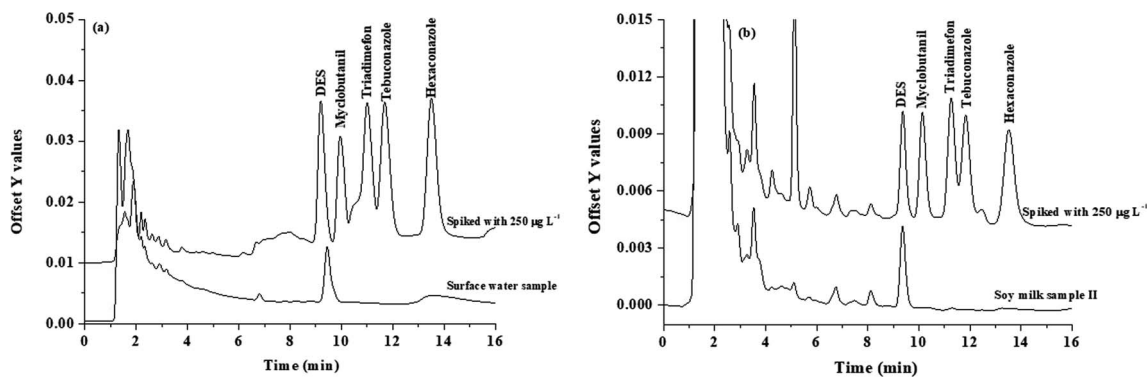 (a)
0.05
0.04
0.03
0.02
0.01
0.00
Offset Y values
DES
Myclobutanil
Triadimefon
Tebuconazole
Hexaconazole
Spiked with 250 µg L⁻¹
Surface water sample
0 2 4 6 8 10 12 14 16
Time (min)
(b)
0.015
0.012
0.009
0.006
0.003
0.000
Offset Y values
DES
Myclobutanil
Triadimefon
Tebuconazole
Hexaconazole
Spiked with 250 µg L⁻¹
Soy milk sample II
0 2 4 6 8 10 12 14 16
Time (min)